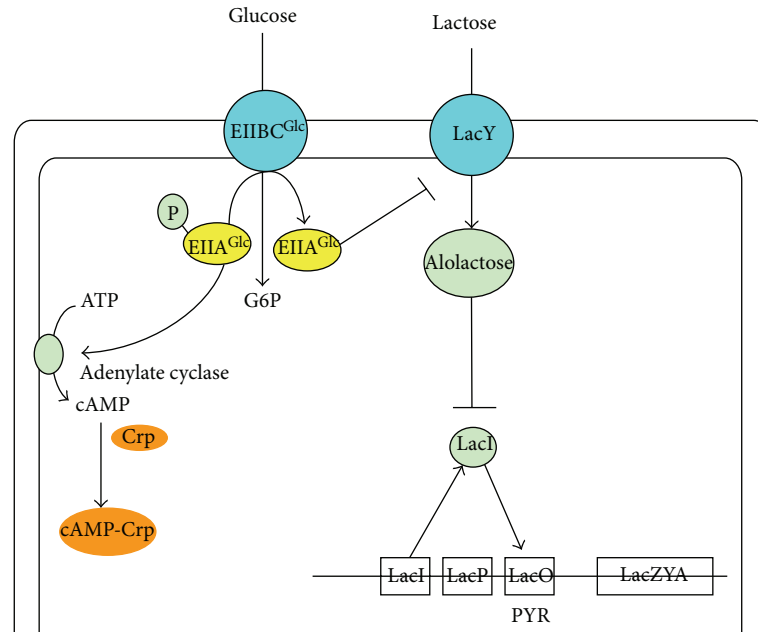 Glucose
Lactose
EIIBC^Glc
LacY
P
EIIA^Glc
EIIA^Glc
Alolactose
ATP
G6P
Adenylate cyclase
cAMP
Crp
LacI
cAMP-Crp
LacI
LacP
LacO
LacZYA
PYR